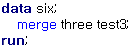 data six;
merge three test3;
run;